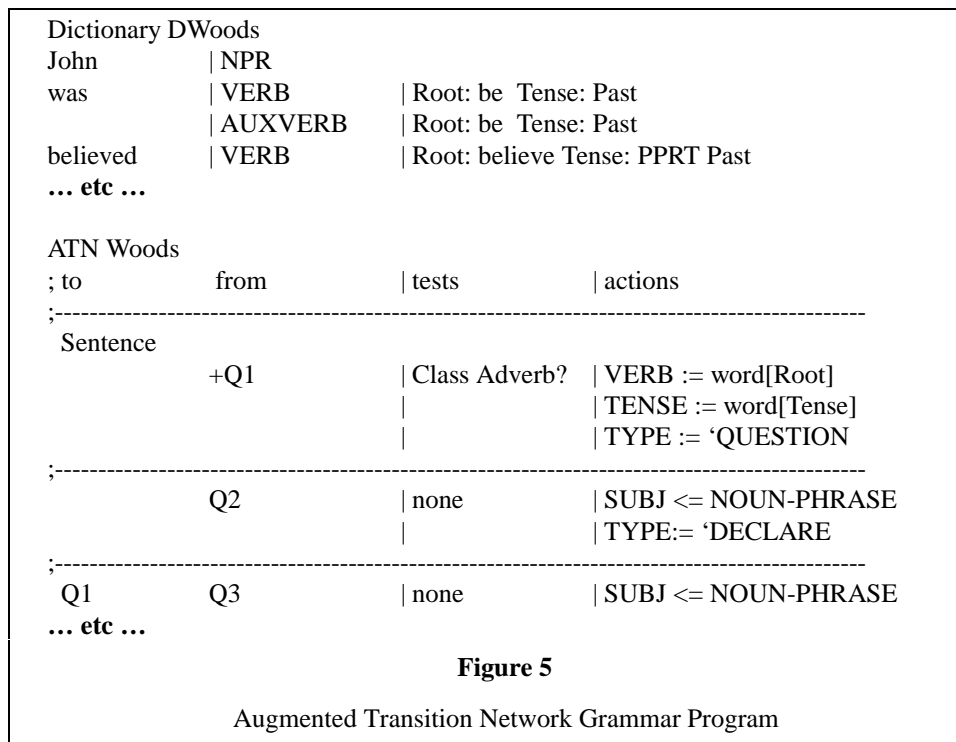 Dictionary DWoods
John | NPR
was | VERB | Root: be Tense: Past
| AUXVERB | Root: be Tense: Past
believed | VERB | Root: believe Tense: PPRT Past
… etc …
ATN Woods
; to from | tests | actions
;-----------------------------------------------------------------------------------------------
Sentence
+Q1 | Class Adverb? | VERB := word[Root]
| | TENSE := word[Tense]
| | TYPE := ‘QUESTION
;-----------------------------------------------------------------------------------------------
Q2 | none | SUBJ <= NOUN-PHRASE
| | TYPE:= ‘DECLARE
;-----------------------------------------------------------------------------------------------
Q1 Q3 | none | SUBJ <= NOUN-PHRASE
… etc …
Figure 5
Augmented Transition Network Grammar Program